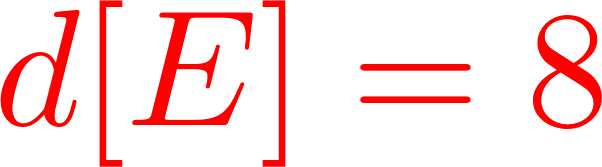 d[E] = 8